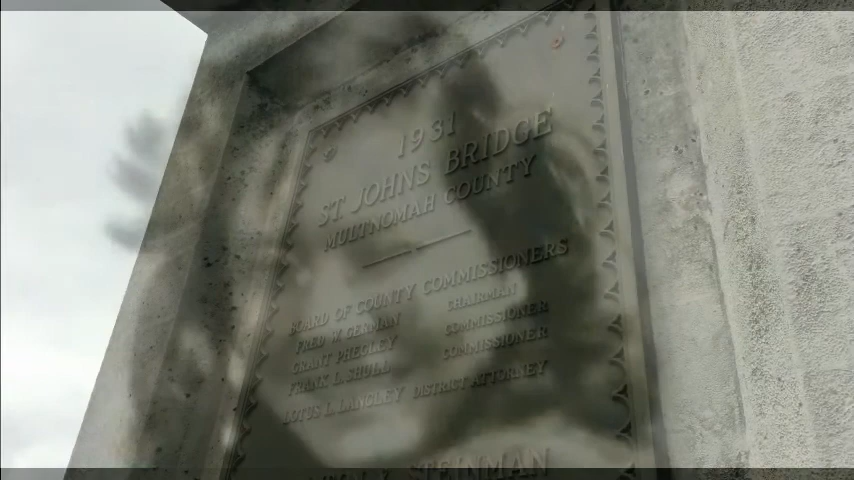 1931
ST. JOHNS BRIDGE
MULTNOMAH COUNTY
BOARD OF COUNTY COMMISSIONERS
FRED W. GERMAN CHAIRMAN
GRANT PHEGLEY COMMISSIONER
FRANK L. SHULL COMMISSIONER
LOTUS L. LANGLEY DISTRICT ATTORNEY
STEINMAN